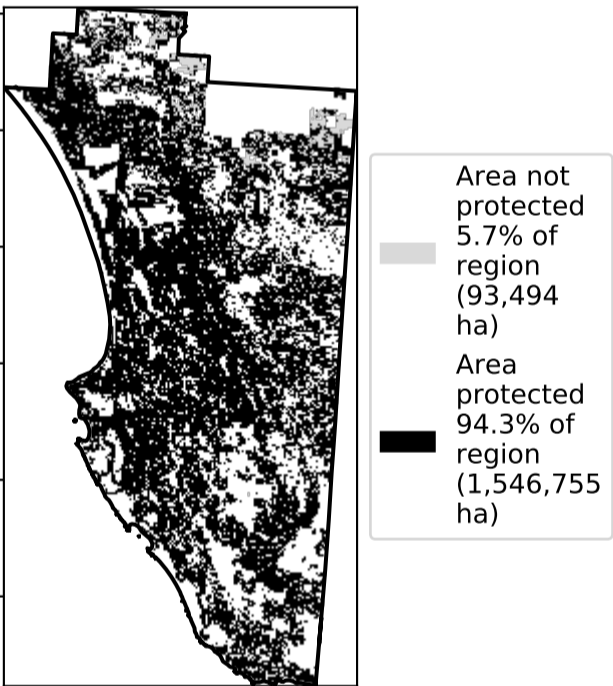 Area not
protected
5.7% of
region
(93,494
ha)
Area
protected
94.3% of
region
(1,546,755
ha)